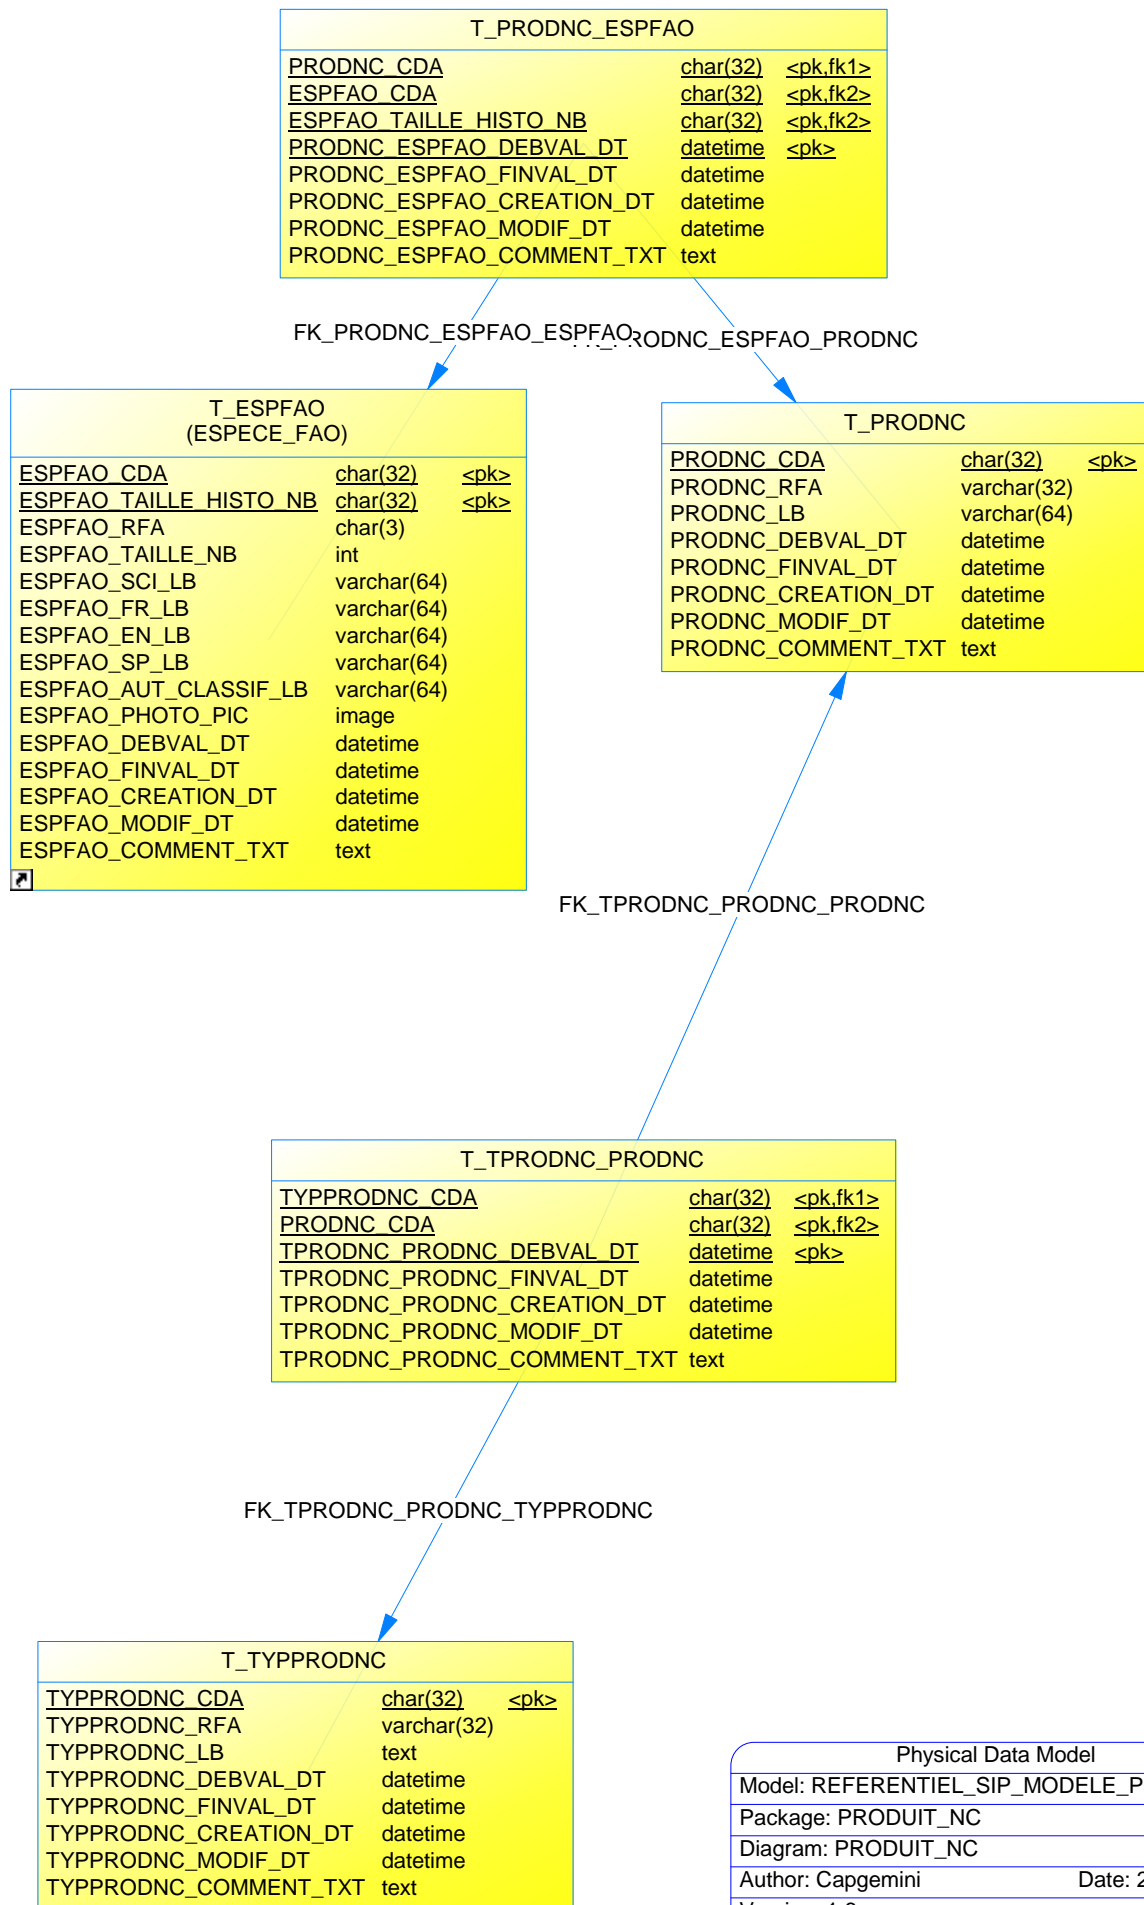 T_PRODNC_ESPFAO
PRODNC_CDA char(32) <pk,fk1>
ESPFAO_CDA char(32) <pk,fk2>
ESPFAO_TAILLE_HISTO_NB char(32) <pk,fk2>
PRODNC_ESPFAO_DEBVAL_DT datetime <pk>
PRODNC_ESPFAO_FINVAL_DT datetime
PRODNC_ESPFAO_CREATION_DT datetime
PRODNC_ESPFAO_MODIF_DT datetime
PRODNC_ESPFAO_COMMENT_TXT text
FK_PRODNC_ESPFAO_ESPFAO
PRODNC_ESPFAO_PRODNC
T_ESPFAO
(ESPECE_FAO)
ESPFAO_CDA char(32) <pk>
ESPFAO_TAILLE_HISTO_NB char(32) <pk>
ESPFAO_RFA char(3)
ESPFAO_TAILLE_NB int
ESPFAO_SCI_LB varchar(64)
ESPFAO_FR_LB varchar(64)
ESPFAO_EN_LB varchar(64)
ESPFAO_SP_LB varchar(64)
ESPFAO_AUT_CLASSIF_LB varchar(64)
ESPFAO_PHOTO_PIC image
ESPFAO_DEBVAL_DT datetime
ESPFAO_FINVAL_DT datetime
ESPFAO_CREATION_DT datetime
ESPFAO_MODIF_DT datetime
ESPFAO_COMMENT_TXT text
T_PRODNC
PRODNC_CDA char(32) <pk>
PRODNC_RFA varchar(32)
PRODNC_LB varchar(64)
PRODNC_DEBVAL_DT datetime
PRODNC_FINVAL_DT datetime
PRODNC_CREATION_DT datetime
PRODNC_MODIF_DT datetime
PRODNC_COMMENT_TXT text
FK_TPRODNC_PRODNC_PRODNC
T_TPRODNC_PRODNC
TYPPRODNC_CDA char(32) <pk,fk1>
PRODNC_CDA char(32) <pk,fk2>
TPRODNC_PRODNC_DEBVAL_DT datetime <pk>
TPRODNC_PRODNC_FINVAL_DT datetime
TPRODNC_PRODNC_CREATION_DT datetime
TPRODNC_PRODNC_MODIF_DT datetime
TPRODNC_PRODNC_COMMENT_TXT text
FK_TPRODNC_PRODNC_TYPPRODNC
T_TYPPRODNC
TYPPRODNC_CDA char(32) <pk>
TYPPRODNC_RFA varchar(32)
TYPPRODNC_LB text
TYPPRODNC_DEBVAL_DT datetime
TYPPRODNC_FINVAL_DT datetime
TYPPRODNC_CREATION_DT datetime
TYPPRODNC_MODIF_DT datetime
TYPPRODNC_COMMENT_TXT text
Physical Data Model
Model: REFERENTIEL_SIP_MODELE_P
Package: PRODUIT_NC
Diagram: PRODUIT_NC
Author: Capgemini Date: 2